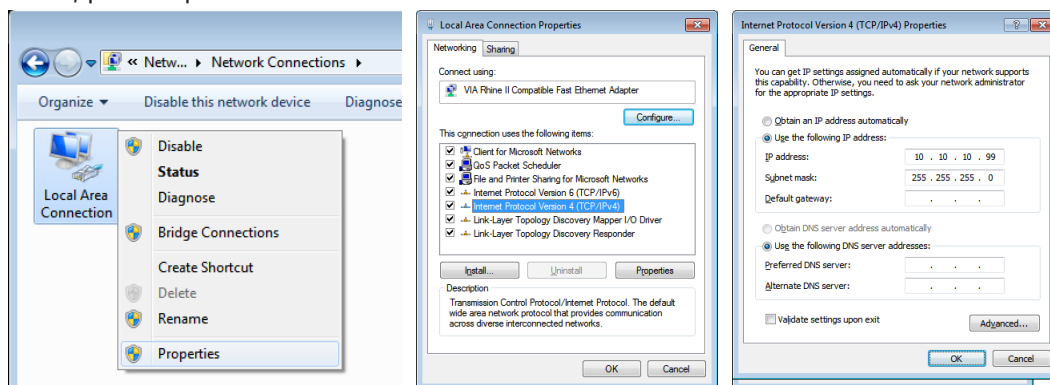 « Netw... ▸ Network Connections ▸
Organize ▾ Disable this network device Diagnose
Local Area
Connection
Disable
Status
Diagnose
Bridge Connections
Create Shortcut
Delete
Rename
Properties
Local Area Connection Properties
Networking Sharing
Connect using:
VIA Rhine II Compatible Fast Ethernet Adapter
Configure...
This connection uses the following items:
Client for Microsoft Networks
QoS Packet Scheduler
File and Printer Sharing for Microsoft Networks
Internet Protocol Version 6 (TCP/IPv6)
Internet Protocol Version 4 (TCP/IPv4)
Link-Layer Topology Discovery Mapper I/O Driver
Link-Layer Topology Discovery Responder
Install... Uninstall Properties
Description
Transmission Control Protocol/Internet Protocol. The default
wide area network protocol that provides communication
across diverse interconnected networks.
OK Cancel
Internet Protocol Version 4 (TCP/IPv4) Properties
General
You can get IP settings assigned automatically if your network supports
this capability. Otherwise, you need to ask your network administrator
for the appropriate IP settings.
Obtain an IP address automatically
Use the following IP address:
IP address: 10 . 10 . 10 . 99
Subnet mask: 255 . 255 . 255 . 0
Default gateway: . . .
Obtain DNS server address automatically
Use the following DNS server addresses:
Preferred DNS server: . . .
Alternate DNS server: . . .
Validate settings upon exit
Advanced...
OK Cancel